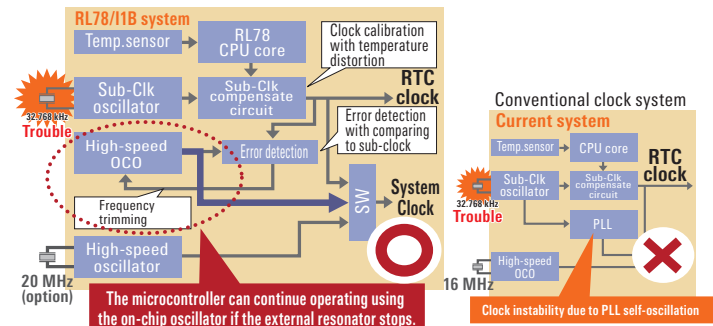 RL78/I1B system
Temp.sensor
RL78
CPU core
Clock calibration
with temperature
distortion
Sub-Clk
oscillator
Sub-Clk
compensate
circuit
RTC
clock
32.768 kHz
Trouble
High-speed
OCO
Error detection
Error detection
with comparing
to sub-clock
Frequency
trimming
SW
System
Clock
High-speed
oscillator
20 MHz
(option)
The microcontroller can continue operating using
the on-chip oscillator if the external resonator stops.
Conventional clock system
Current system
Temp.sensor
CPU core
RTC
clock
Sub-Clk
oscillator
Sub-Clk
compensate
circuit
32.768 kHz
Trouble
PLL
High-speed
OCO
16 MHz
Clock instability due to PLL self-oscillation